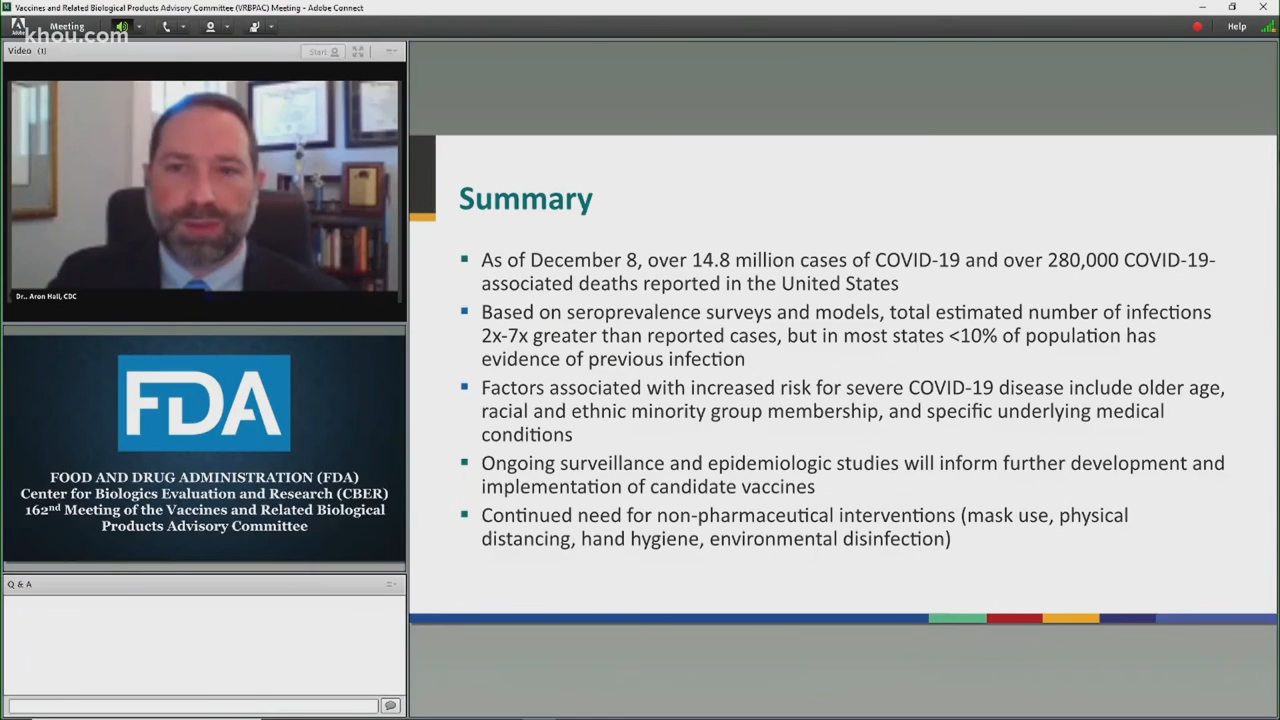 Vaccines and Related Biological Products Advisory Committee (VRBPAC) Meeting - Adobe Connect
Meeting
Help
khou.com
Video (1)
Start
Dr.. Aron Hall, CDC
FDA
FOOD AND DRUG ADMINISTRATION (FDA)
Center for Biologics Evaluation and Research (CBER)
162nd Meeting of the Vaccines and Related Biological
Products Advisory Committee
Q & A
Summary
As of December 8, over 14.8 million cases of COVID-19 and over 280,000 COVID-19-
associated deaths reported in the United States
Based on seroprevalence surveys and models, total estimated number of infections
2x-7x greater than reported cases, but in most states <10% of population has
evidence of previous infection
Factors associated with increased risk for severe COVID-19 disease include older age,
racial and ethnic minority group membership, and specific underlying medical
conditions
Ongoing surveillance and epidemiologic studies will inform further development and
implementation of candidate vaccines
Continued need for non-pharmaceutical interventions (mask use, physical
distancing, hand hygiene, environmental disinfection)